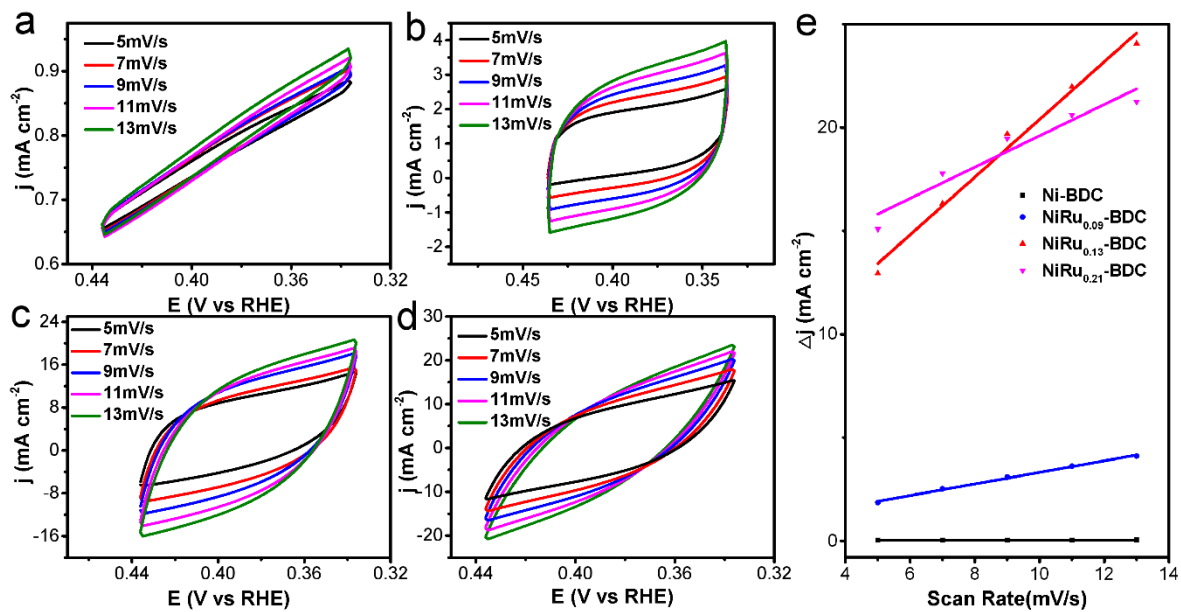 a
5mV/s
7mV/s
9mV/s
11mV/s
13mV/s
0.9
0.8
0.7
0.6
j (mA cm⁻²)
0.44
0.40
0.36
0.32
E (V vs RHE)
b
5mV/s
7mV/s
9mV/s
11mV/s
13mV/s
5
4
3
2
1
0
-1
-2
j (mA cm⁻²)
0.45
0.40
0.35
E (V vs RHE)
c
5mV/s
7mV/s
9mV/s
11mV/s
13mV/s
24
16
8
0
-8
-16
j (mA cm⁻²)
0.44
0.40
0.36
0.32
E (V vs RHE)
d
5mV/s
7mV/s
9mV/s
11mV/s
13mV/s
30
20
10
0
-10
-20
j (mA cm⁻²)
0.44
0.40
0.36
0.32
E (V vs RHE)
e
Ni-BDC
NiRu₀.₀₉-BDC
NiRu₀.₁₃-BDC
NiRu₀.₂₁-BDC
20
10
0
△j (mA cm⁻²)
4
6
8
10
12
14
Scan Rate(mV/s)